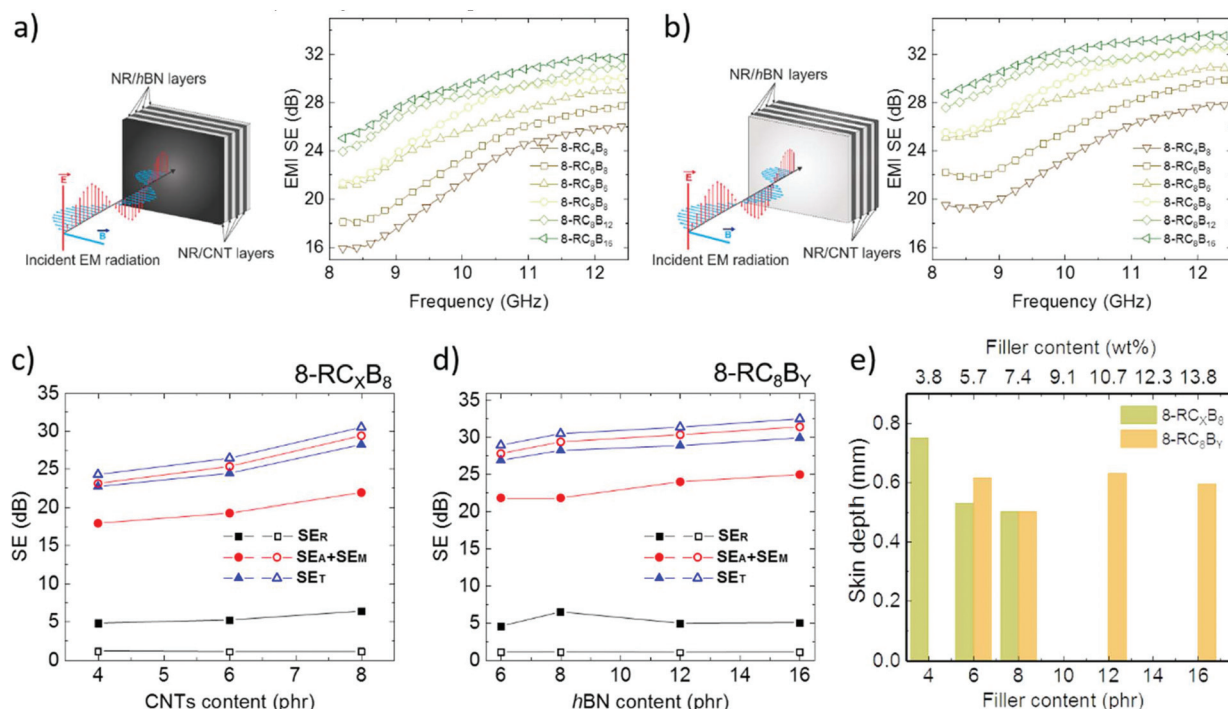 a)
NR/hBN layers
E
B
Incident EM radiation
NR/CNT layers
EMI SE (dB)
32
28
24
20
16
8-RC4B8
8-RC6B8
8-RC8B6
8-RC8B8
8-RC8B12
8-RC8B16
8 9 10 11 12
Frequency (GHz)
b)
NR/hBN layers
E
B
Incident EM radiation
NR/CNT layers
EMI SE (dB)
32
28
24
20
16
8-RC4B8
8-RC6B8
8-RC8B6
8-RC8B8
8-RC8B12
8-RC8B16
8 9 10 11 12
Frequency (GHz)
c)
8-RCXB8
SE (dB)
35
30
25
20
15
10
5
0
SER
SEA+SEM
SET
4 5 6 7 8
CNTs content (phr)
d)
8-RC8BY
SE (dB)
35
30
25
20
15
10
5
0
SER
SEA+SEM
SET
6 8 10 12 14 16
hBN content (phr)
e)
Filler content (wt%)
3.8 5.7 7.4 9.1 10.7 12.3 13.8
Skin depth (mm)
0.8
0.6
0.4
0.2
0.0
8-RCXB8
8-RC8BY
4 6 8 10 12 14 16
Filler content (phr)